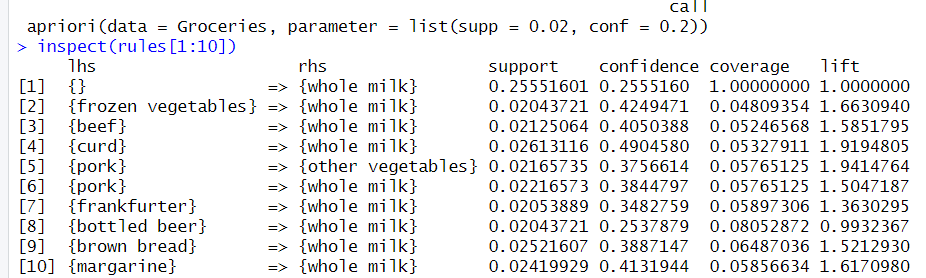 call
apriori(data = Groceries, parameter = list(supp = 0.02, conf = 0.2))
> inspect(rules[1:10])
lhs rhs support confidence coverage lift
[1] {} => {whole milk} 0.25551601 0.2555160 1.00000000 1.0000000
[2] {frozen vegetables} => {whole milk} 0.02043721 0.4249471 0.04809354 1.6630940
[3] {beef} => {whole milk} 0.02125064 0.4050388 0.05246568 1.5851795
[4] {curd} => {whole milk} 0.02613116 0.4904580 0.05327911 1.9194805
[5] {pork} => {other vegetables} 0.02165735 0.3756614 0.05765125 1.9414764
[6] {pork} => {whole milk} 0.02216573 0.3844797 0.05765125 1.5047187
[7] {frankfurter} => {whole milk} 0.02053889 0.3482759 0.05897306 1.3630295
[8] {bottled beer} => {whole milk} 0.02043721 0.2537879 0.08052872 0.9932367
[9] {brown bread} => {whole milk} 0.02521607 0.3887147 0.06487036 1.5212930
[10] {margarine} => {whole milk} 0.02419929 0.4131944 0.05856634 1.6170980